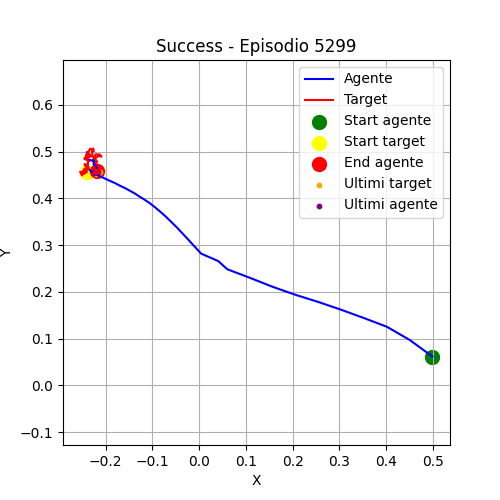 Success - Episodio 5299
Agente
Target
Start agente
Start target
End agente
Ultimi target
Ultimi agente
Y
0.6
0.5
0.4
0.3
0.2
0.1
0.0
−0.1
−0.2 −0.1 0.0 0.1 0.2 0.3 0.4 0.5
X